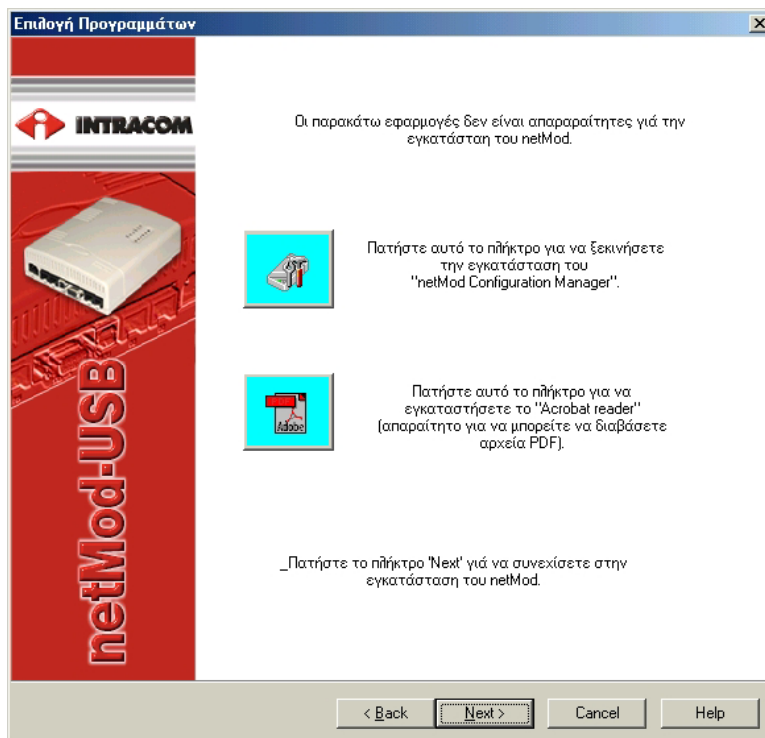 Επιλογή Προγραμμάτων
INTRACOM
Οι παρακάτω εφαρμογές δεν είναι απαραραίτητες γιά την
εγκατάσταη του netMod.
Πατήστε αυτό το πλήκτρο για να ξεκινήσετε
την εγκατάσταση του
"netMod Configuration Manager".
Adobe
Πατήστε αυτό το πλήκτρο για να
εγκαταστήσετε το "Acrobat reader"
(απαραίτητο για να μπορείτε να διαβάσετε
αρχεία PDF).
netMod-USB
_Πατήστε το πλήκτρο 'Next' γιά να συνεχίσετε στην
εγκατάσταση του netMod.
< Back
Next >
Cancel
Help